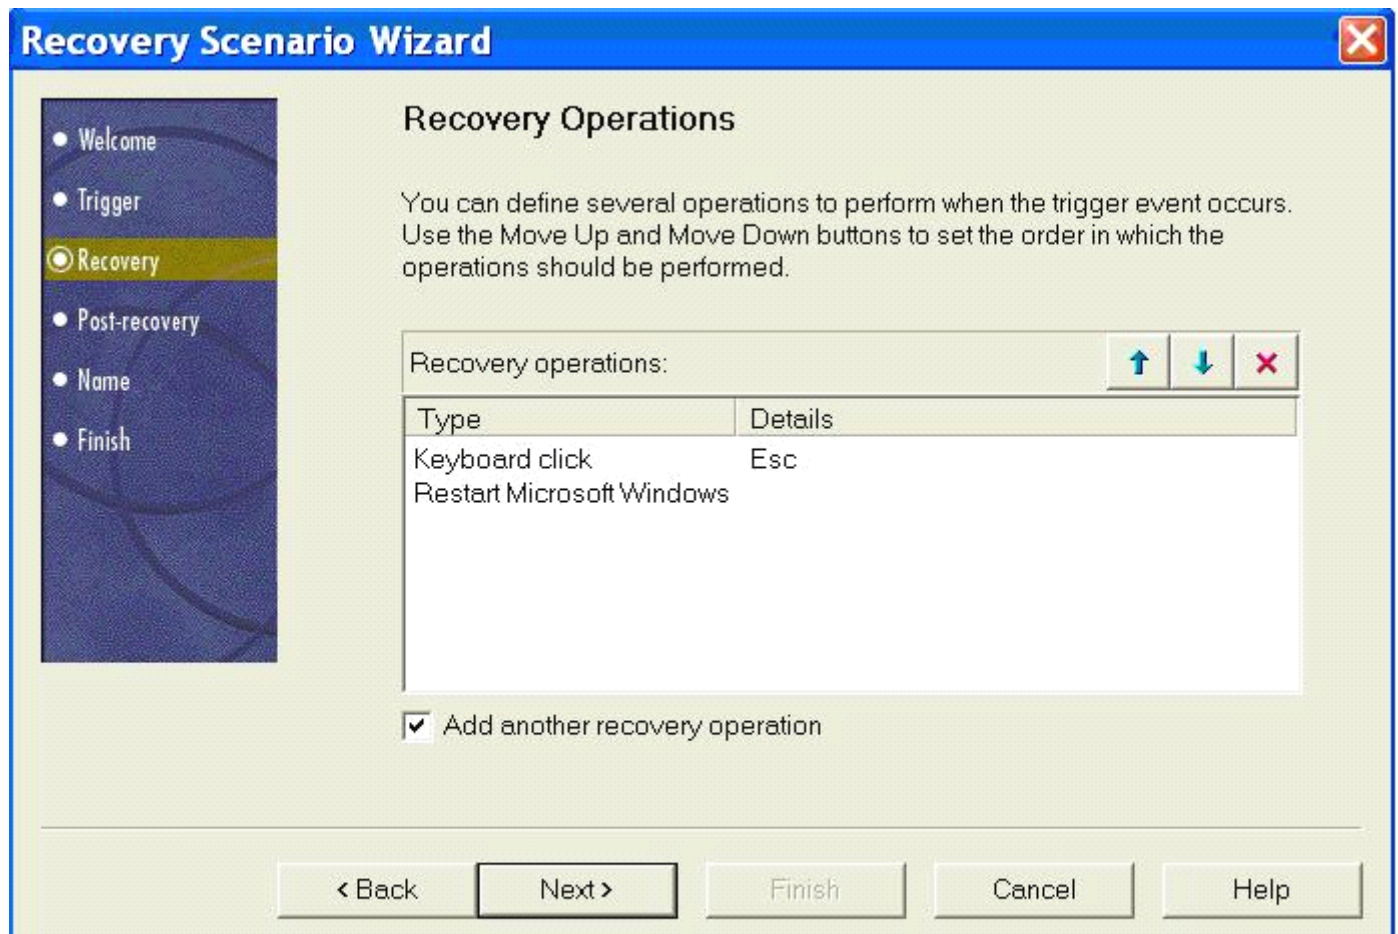 Recovery Scenario Wizard
Welcome
Trigger
Recovery
Post-recovery
Name
Finish
Recovery Operations
You can define several operations to perform when the trigger event occurs.
Use the Move Up and Move Down buttons to set the order in which the
operations should be performed.
Recovery operations:
Type Details
Keyboard click Esc
Restart Microsoft Windows
Add another recovery operation
< Back Next > Finish Cancel Help